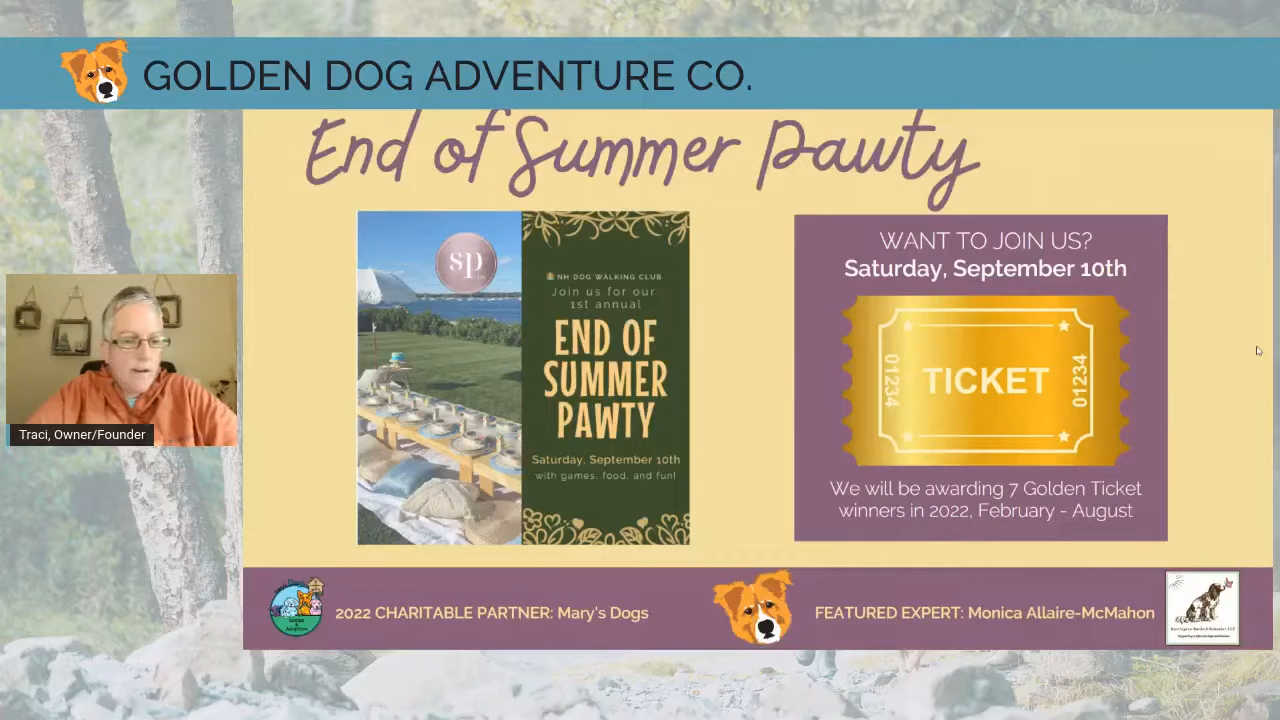 GOLDEN DOG ADVENTURE CO.
End of Summer Pawty
sp
NH DOG WALKING CLUB
Join us for our
1st annual
END OF
SUMMER
PAWTY
Saturday, September 10th
with games, food, and fun!
WANT TO JOIN US?
Saturday, September 10th
01234
TICKET
01234
We will be awarding 7 Golden Ticket
winners in 2022, February - August
Traci, Owner/Founder
2022 CHARITABLE PARTNER: Mary's Dogs
FEATURED EXPERT: Monica Allaire-McMahon